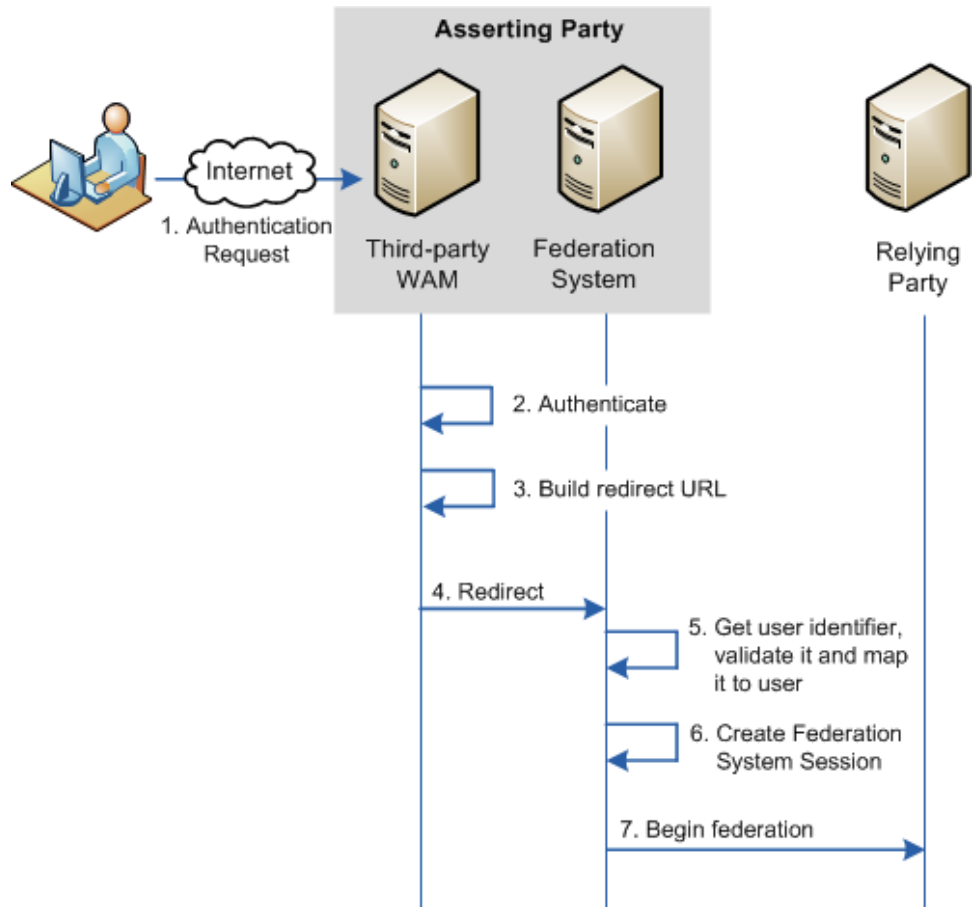 Asserting Party
Internet
1. Authentication
Request
Third-party
WAM
Federation
System
Relying
Party
2. Authenticate
3. Build redirect URL
4. Redirect
5. Get user identifier,
validate it and map
it to user
6. Create Federation
System Session
7. Begin federation